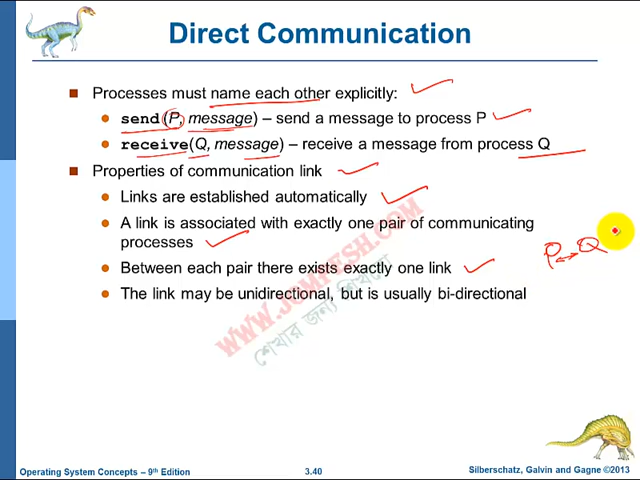 Direct Communication
Processes must name each other explicitly:
send (P, message) – send a message to process P
receive(Q, message) – receive a message from process Q
Properties of communication link
Links are established automatically
A link is associated with exactly one pair of communicating
processes
Between each pair there exists exactly one link
The link may be unidirectional, but is usually bi-directional
P↔Q
WWW.JOMPESH.COM
শেখার জন্য শিখুন
Operating System Concepts – 9th Edition
3.40
Silberschatz, Galvin and Gagne ©2013